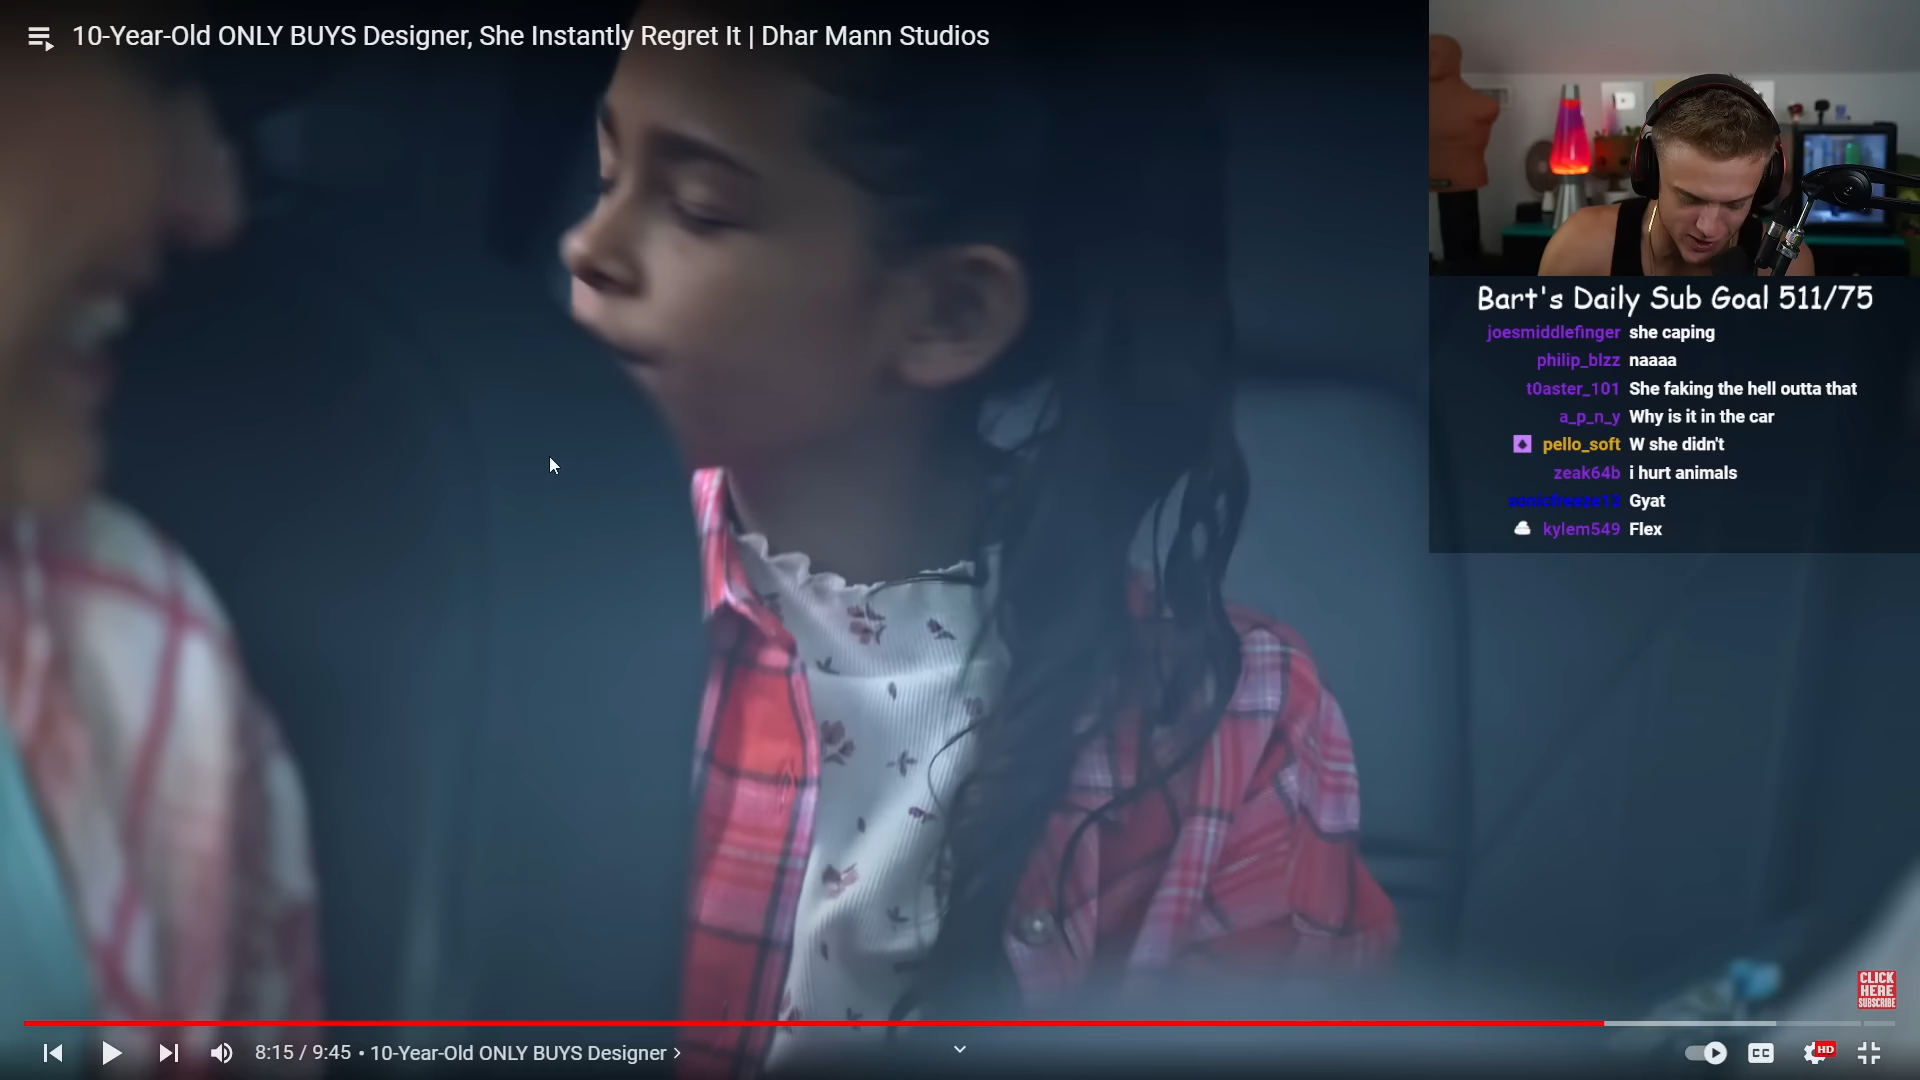 10-Year-Old ONLY BUYS Designer, She Instantly Regret It | Dhar Mann Studios
Bart's Daily Sub Goal 511/75
joesmiddlefinger she caping
philip_blzz naaaa
t0aster_101 She faking the hell outta that
a_p_n_y Why is it in the car
pello_soft W she didn't
zeak64b i hurt animals
sonicfreeze13 Gyat
kylem549 Flex
CLICK
HERE
SUBSCRIBE
8:15 / 9:45 • 10-Year-Old ONLY BUYS Designer
CC
HD